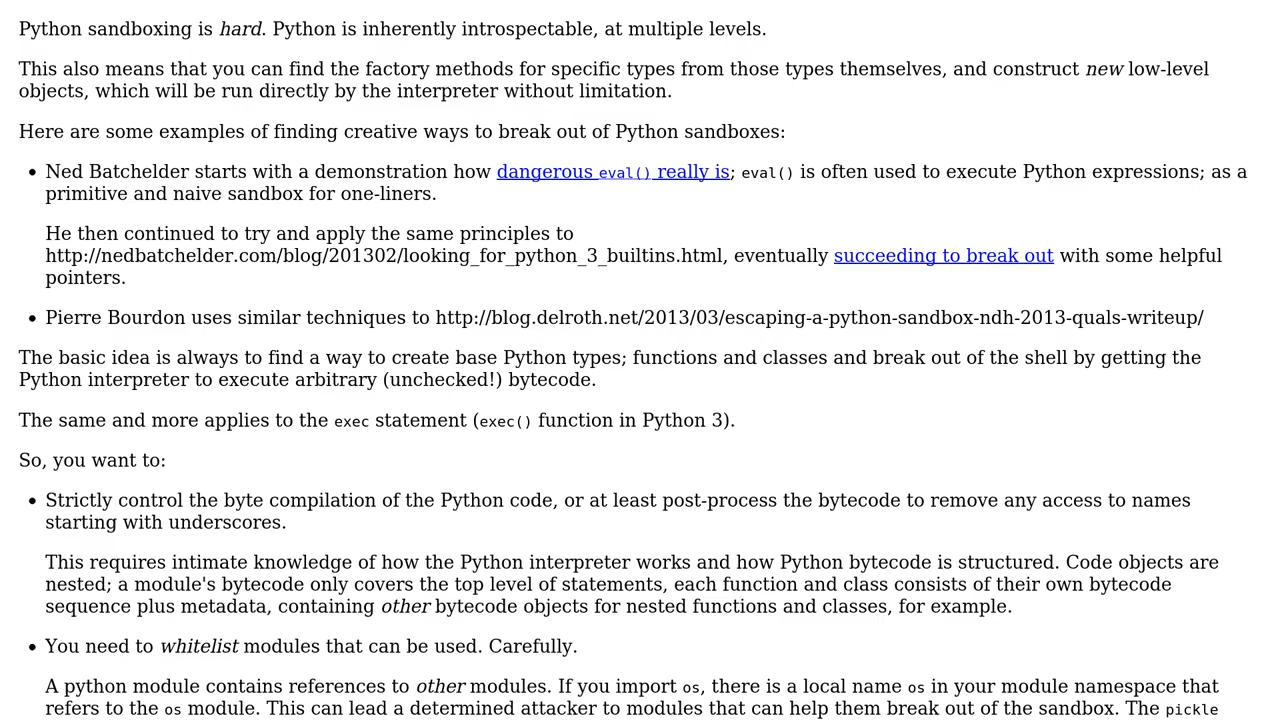 Python sandboxing is hard. Python is inherently introspectable, at multiple levels.
This also means that you can find the factory methods for specific types from those types themselves, and construct new low-level
objects, which will be run directly by the interpreter without limitation.
Here are some examples of finding creative ways to break out of Python sandboxes:
• Ned Batchelder starts with a demonstration how dangerous eval() really is; eval() is often used to execute Python expressions; as a
primitive and naive sandbox for one-liners.
He then continued to try and apply the same principles to
http://nedbatchelder.com/blog/201302/looking_for_python_3_builtins.html, eventually succeeding to break out with some helpful
pointers.
• Pierre Bourdon uses similar techniques to http://blog.delroth.net/2013/03/escaping-a-python-sandbox-ndh-2013-quals-writeup/
The basic idea is always to find a way to create base Python types; functions and classes and break out of the shell by getting the
Python interpreter to execute arbitrary (unchecked!) bytecode.
The same and more applies to the exec statement (exec() function in Python 3).
So, you want to:
• Strictly control the byte compilation of the Python code, or at least post-process the bytecode to remove any access to names
starting with underscores.
This requires intimate knowledge of how the Python interpreter works and how Python bytecode is structured. Code objects are
nested; a module's bytecode only covers the top level of statements, each function and class consists of their own bytecode
sequence plus metadata, containing other bytecode objects for nested functions and classes, for example.
• You need to whitelist modules that can be used. Carefully.
A python module contains references to other modules. If you import os, there is a local name os in your module namespace that
refers to the os module. This can lead a determined attacker to modules that can help them break out of the sandbox. The pickle